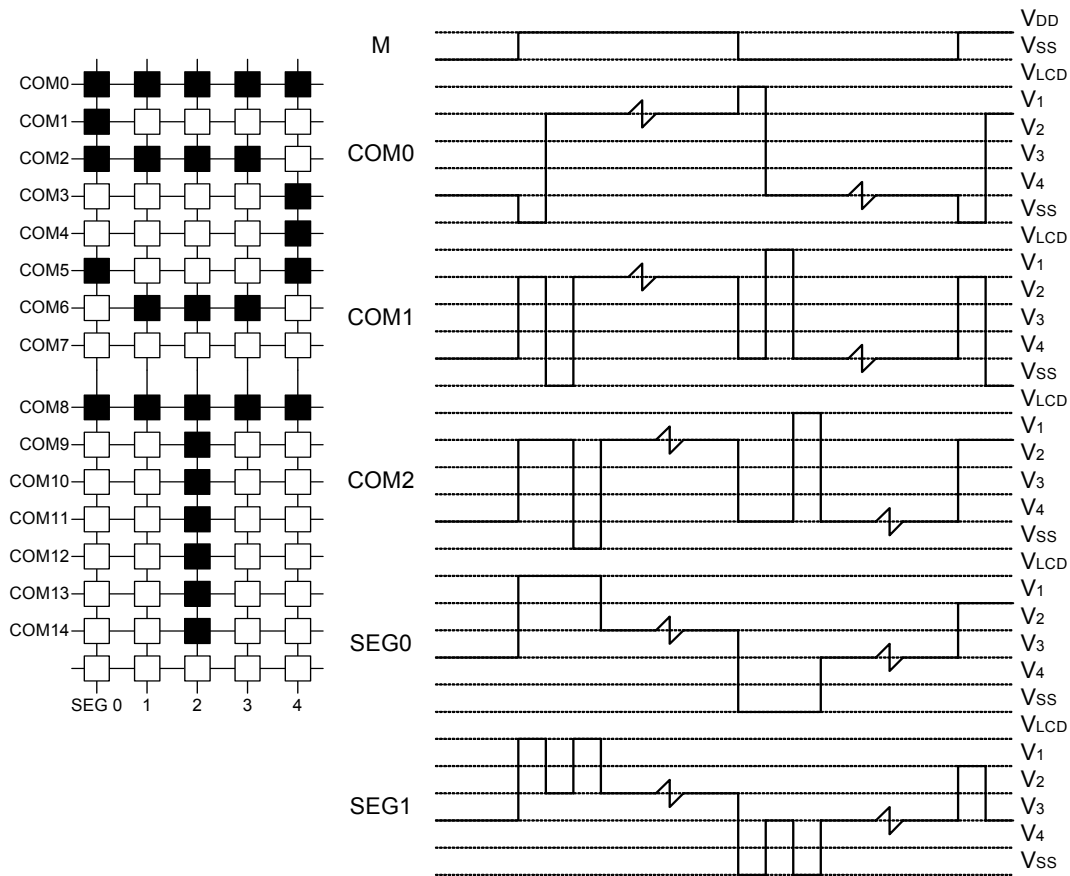 M
VDD
VSS
COM0
COM1
COM2
COM3
COM4
COM5
COM6
COM7
COM8
COM9
COM10
COM11
COM12
COM13
COM14
SEG 0 1 2 3 4
COM0
VLCD
V1
V2
V3
V4
VSS
COM1
VLCD
V1
V2
V3
V4
VSS
COM2
VLCD
V1
V2
V3
V4
VSS
SEG0
VLCD
V1
V2
V3
V4
VSS
SEG1
VLCD
V1
V2
V3
V4
VSS